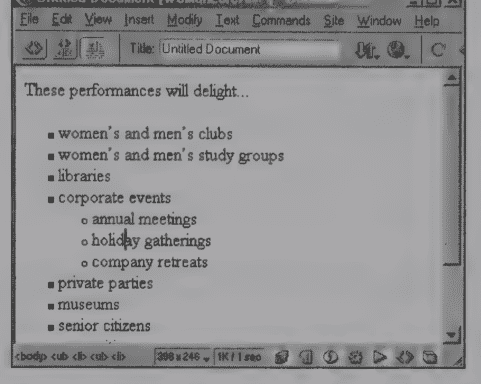 Untitled Document
File Edit View Insert Modify Text Commands Site Window Help
Title: Untitled Document
These performances will delight...
women's and men's clubs
women's and men's study groups
libraries
corporate events
annual meetings
holiday gatherings
company retreats
private parties
museums
senior citizens
<body> <ub <li> <ub <li> 398 x 246 1K / 1 sec